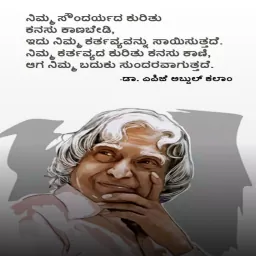 ನಿಮ್ಮ ಸೌಂದರ್ಯದ ಕುರಿತು
ಕನಸು ಕಾಣಬೇಡಿ,
ಇದು ನಿಮ್ಮ ಕರ್ತವ್ಯವನ್ನು ಸಾಯಿಸುತ್ತದೆ.
ನಿಮ್ಮ ಕರ್ತವ್ಯದ ಕುರಿತು ಕನಸು ಕಾಣಿ,
ಆಗ ನಿಮ್ಮ ಬದುಕು ಸುಂದರವಾಗುತ್ತದೆ.
-ಡಾ. ಎಪಿಜೆ ಅಬ್ದುಲ್ ಕಲಾಂ